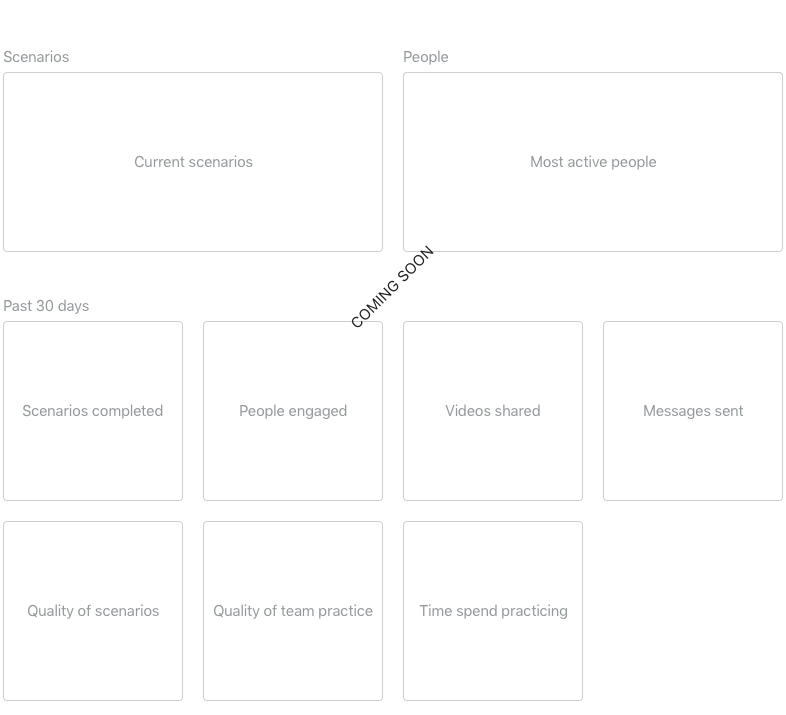 Scenarios
People
Current scenarios
Most active people
COMING SOON
Past 30 days
Scenarios completed
People engaged
Videos shared
Messages sent
Quality of scenarios
Quality of team practice
Time spend practicing